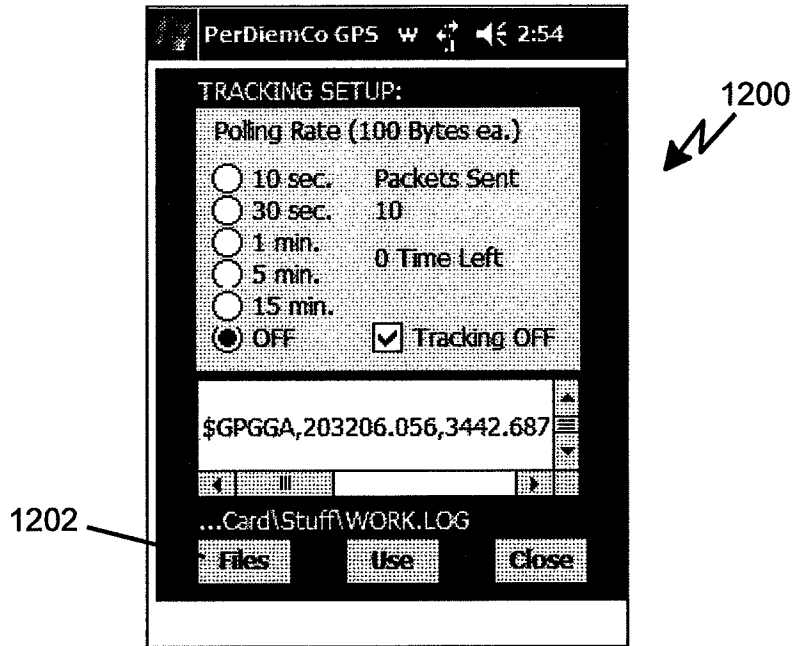 PerDiemCo GPS 2:54
TRACKING SETUP:
1200
Polling Rate (100 Bytes ea.)
10 sec. Packets Sent
30 sec. 10
1 min.
0 Time Left
5 min.
15 min.
OFF Tracking OFF
$GPGGA,203206.056,3442.687
...Card\Stuff\WORK.LOG
1202
Files Use Close